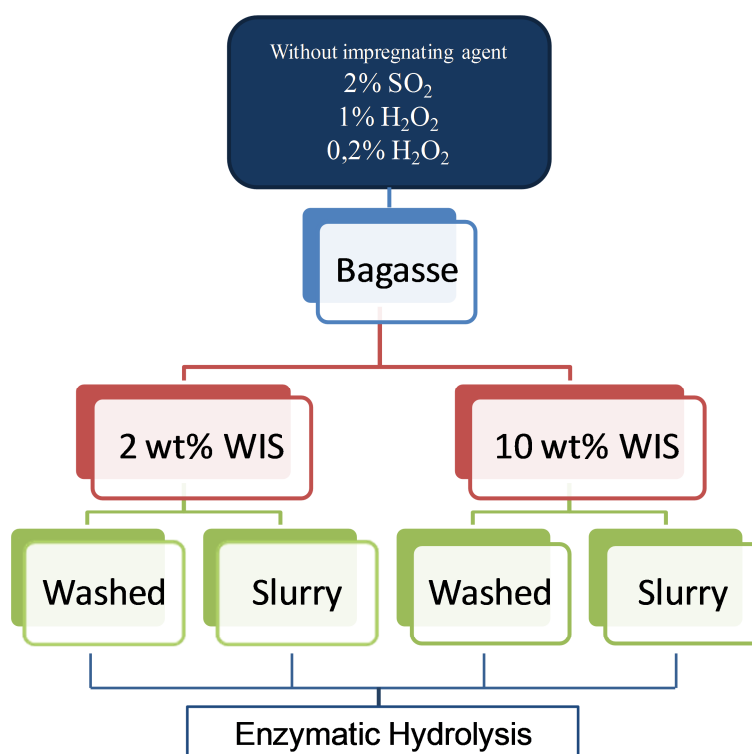 Without impregnating agent
2% SO₂
1% H₂O₂
0,2% H₂O₂
Bagasse
2 wt% WIS
10 wt% WIS
Washed
Slurry
Washed
Slurry
Enzymatic Hydrolysis